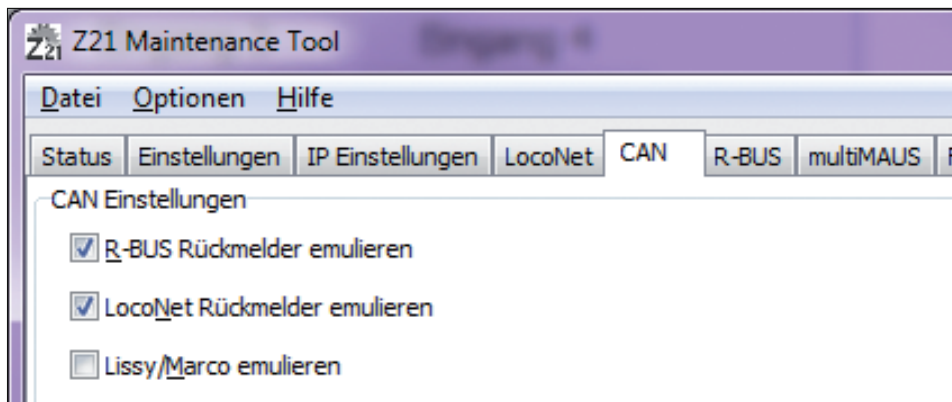 Z21 Maintenance Tool
Datei Optionen Hilfe
Status Einstellungen IP Einstellungen LocoNet CAN R-BUS multiMAUS
CAN Einstellungen
R-BUS Rückmelder emulieren
LocoNet Rückmelder emulieren
Lissy/Marco emulieren